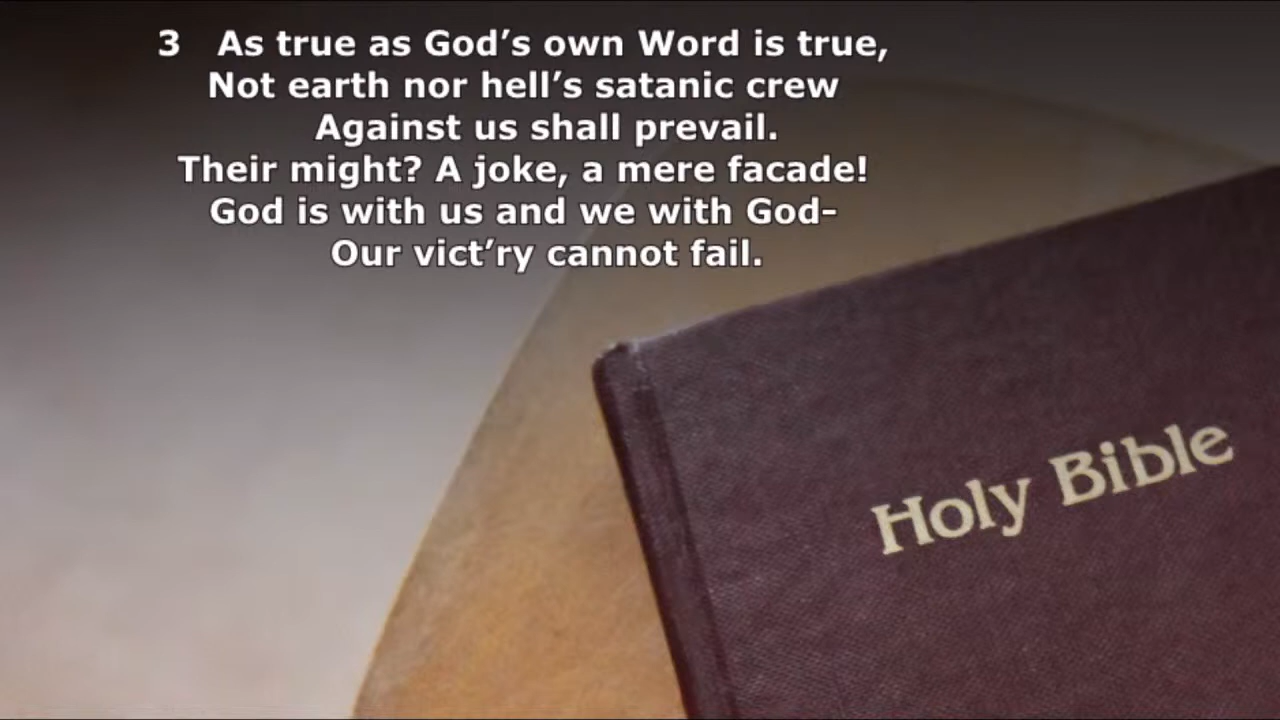 3 As true as God’s own Word is true,
Not earth nor hell’s satanic crew
Against us shall prevail.
Their might? A joke, a mere facade!
God is with us and we with God-
Our vict’ry cannot fail.
Holy Bible